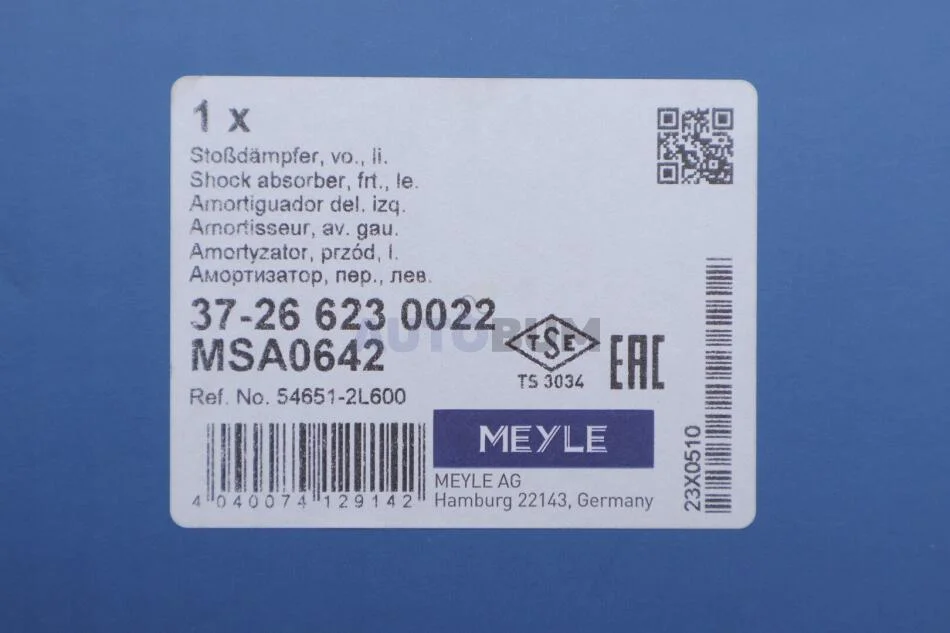 1 x
Stoßdämpfer, vo., li.
Shock absorber, frt., le.
Amortiguador del. izq.
Amortisseur, av. gau.
Amortyzator, przód, l.
Амортизатор, пер., лев.
37-26 623 0022
MSA0642
AUTOBUM
TSE
TS 3034
EAC
Ref. No. 54651-2L600
MEYLE
MEYLE AG
Hamburg 22143, Germany
4 040074 129142
23X0510